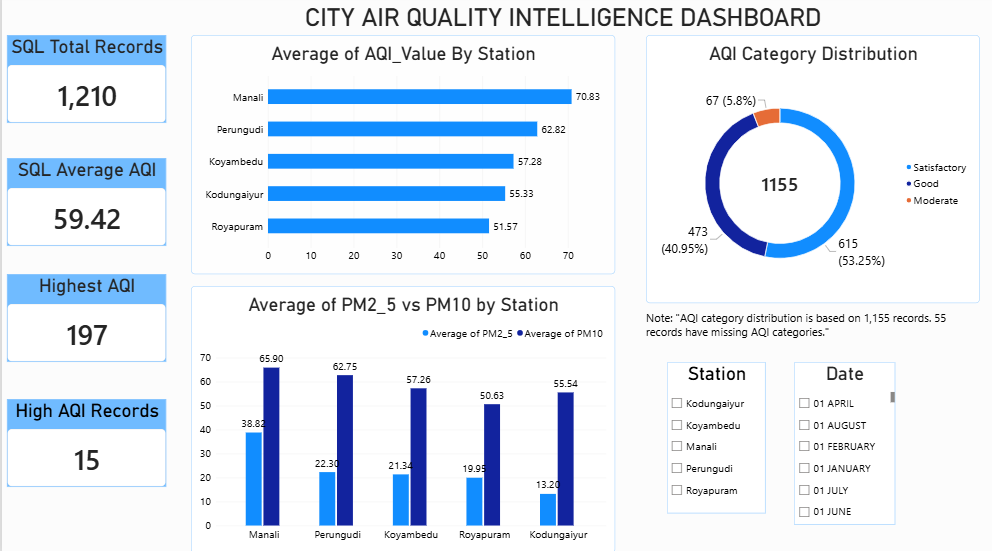 CITY AIR QUALITY INTELLIGENCE DASHBOARD
SQL Total Records
1,210
SQL Average AQI
59.42
Highest AQI
197
High AQI Records
15
Average of AQI_Value By Station
Manali
70.83
Perungudi
62.82
Koyambedu
57.28
Kodungaiyur
55.33
Royapuram
51.57
0 10 20 30 40 50 60 70
AQI Category Distribution
67 (5.8%)
1155
473
(40.95%)
615
(53.25%)
Satisfactory
Good
Moderate
Note: "AQI category distribution is based on 1,155 records. 55
records have missing AQI categories."
Average of PM2_5 vs PM10 by Station
Average of PM2_5 Average of PM10
70
60
50
40
30
20
10
0
38.82 65.90
22.30 62.75
21.34 57.26
19.95 50.63
13.20 55.54
Manali Perungudi Koyambedu Royapuram Kodungaiyur
Station
Kodungaiyur
Koyambedu
Manali
Perungudi
Royapuram
Date
01 APRIL
01 AUGUST
01 FEBRUARY
01 JANUARY
01 JULY
01 JUNE